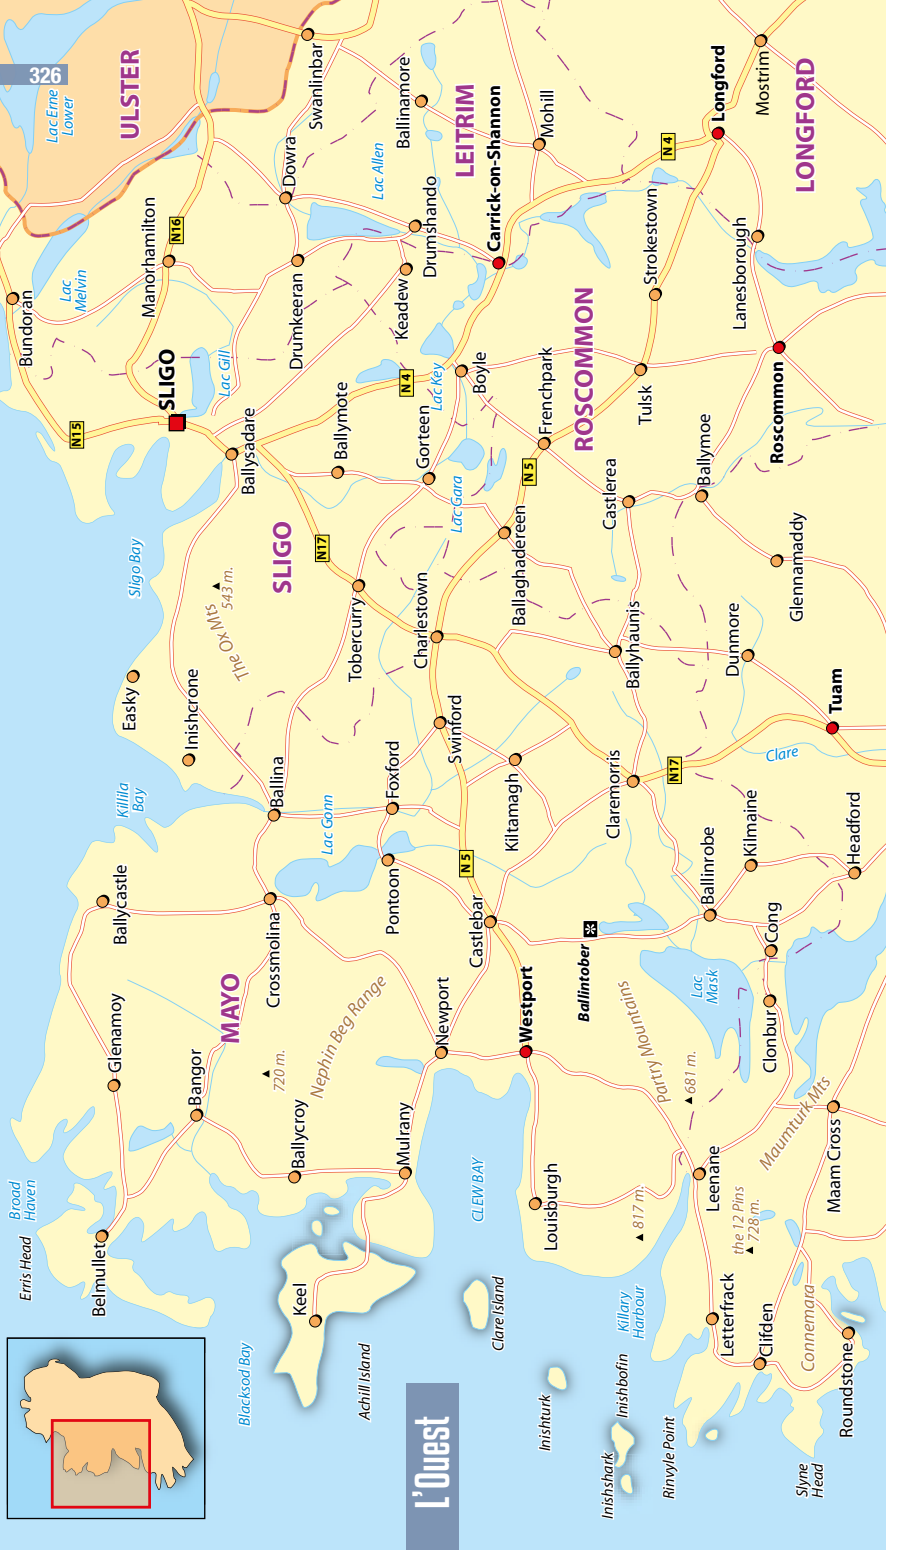 L'Ouest
326
Erris Head
Broad
Haven
Belmullet
Glenamoy
Ballycastle
Killila
Bay
Easky
Inishcrone
Sligo Bay
N15
Bundoran
Lac
Melvin
Lac Erne
Lower
ULSTER
Manorhamilton
N16
SLIGO
Lac Gill
Ballysadare
The Ox Mts
543 m.
Bangor
MAYO
Crossmolina
Ballina
720 m.
Nephin Beg Range
Ballycroy
Blacksod Bay
Keel
Achill Island
Mulrany
Newport
Lac Gonn
Pontoon
Foxford
SLIGO
N17
Tobercurry
Ballymote
Drumkeeran
Dowra
Swanlinbar
Keadew
Lac Allen
Drumshando
Ballinamore
LEITRIM
N 4
Gorteen
Lac Key
Boyle
Carrick-on-Shannon
Mohill
Lac Gara
Charlestown
Swinford
N 5
Castlebar
Kiltamagh
Westport
CLEW BAY
Clare Island
Louisburgh
Ballintober
Ballaghadereen
N 5
Frenchpark
ROSCOMMON
Castlerea
Tulsk
Strokestown
N 4
Longford
Mostrim
LONGFORD
Lanesborough
Roscommon
Ballymoe
Glennamaddy
Dunmore
Ballyhaunis
Claremorris
N17
Clare
Tuam
Kilmaine
Ballinrobe
Headford
Cong
Lac
Mask
Clonbur
Partry Mountains
681 m.
Maumturk Mts
Maam Cross
Leenane
817 m.
the 12 Pins
728 m.
Killary
Harbour
Inishturk
Inishbofin
Inishshark
Rinvyle Point
Letterfrack
Clifden
Connemara
Roundstone
Slyne
Head